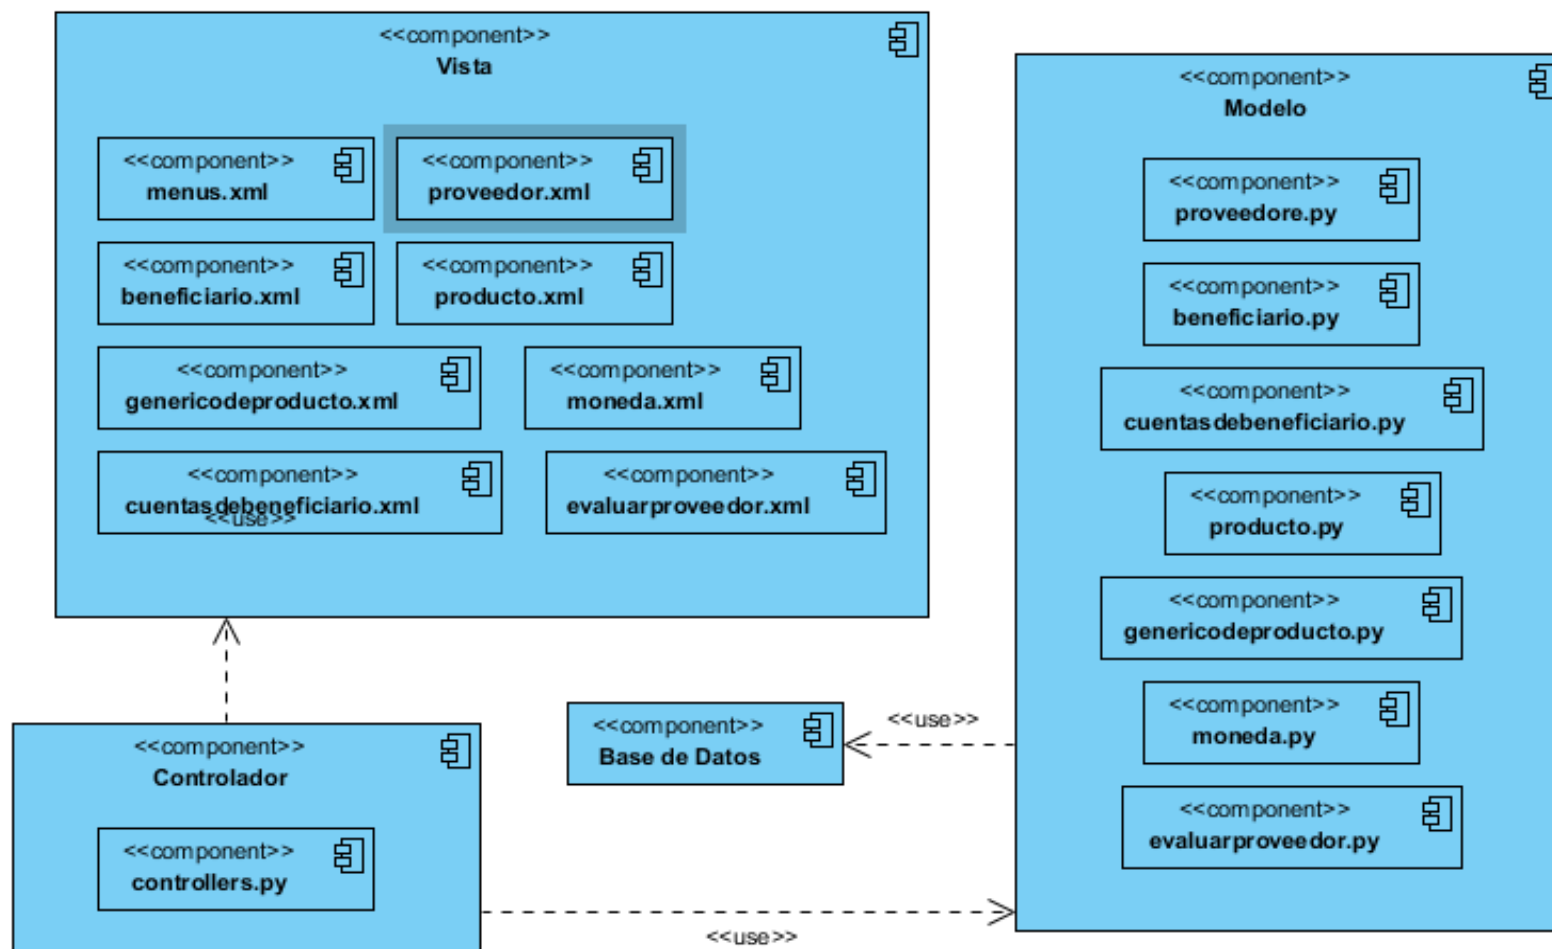 <<component>>
Vista
<<component>>
menus.xml
<<component>>
proveedor.xml
<<component>>
beneficiario.xml
<<component>>
producto.xml
<<component>>
genericodeproducto.xml
<<component>>
moneda.xml
<<component>>
cuentasdebeneficiario.xml
<<use>>
<<component>>
evaluarproveedor.xml
<<component>>
Modelo
<<component>>
proveedore.py
<<component>>
beneficiario.py
<<component>>
cuentasdebeneficiario.py
<<component>>
producto.py
<<component>>
genericodeproducto.py
<<component>>
moneda.py
<<component>>
evaluarproveedor.py
<<component>>
Controlador
<<component>>
controllers.py
<<component>>
Base de Datos
<<use>>
<<use>>